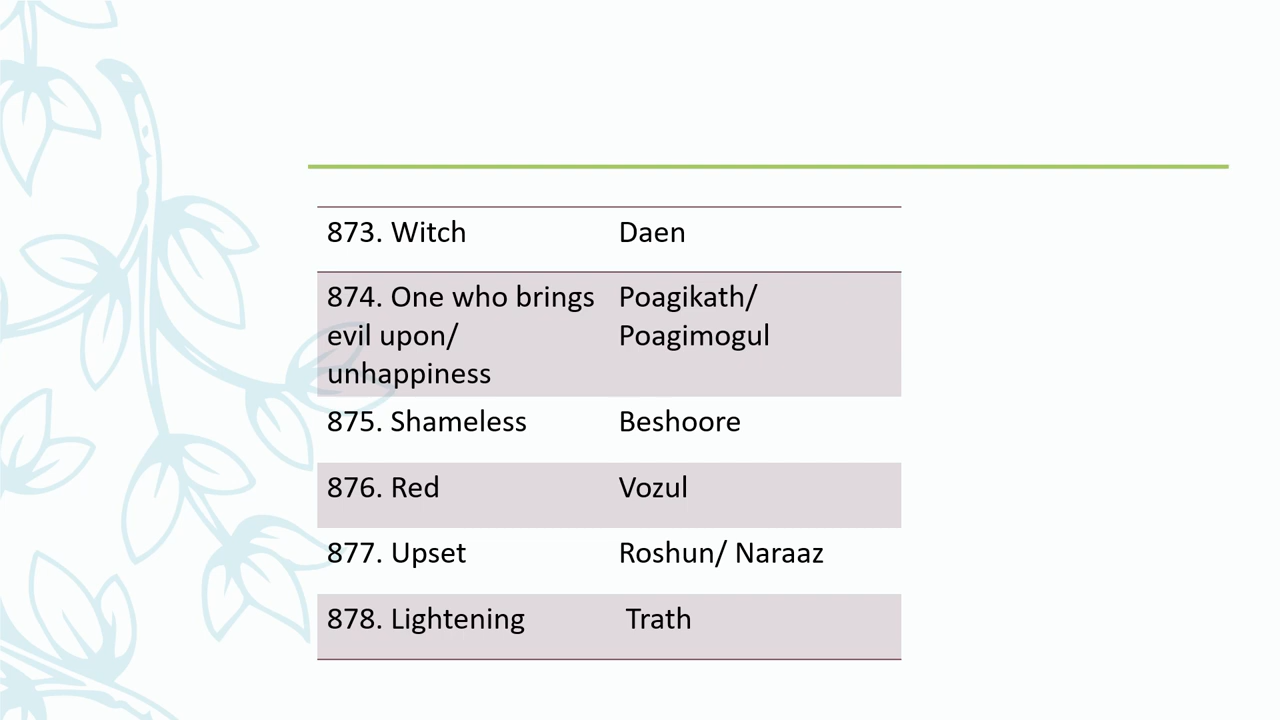 873. Witch Daen
874. One who brings Poagikath/
evil upon/ Poagimogul
unhappiness
875. Shameless Beshoore
876. Red Vozul
877. Upset Roshun/ Naraaz
878. Lightening Trath